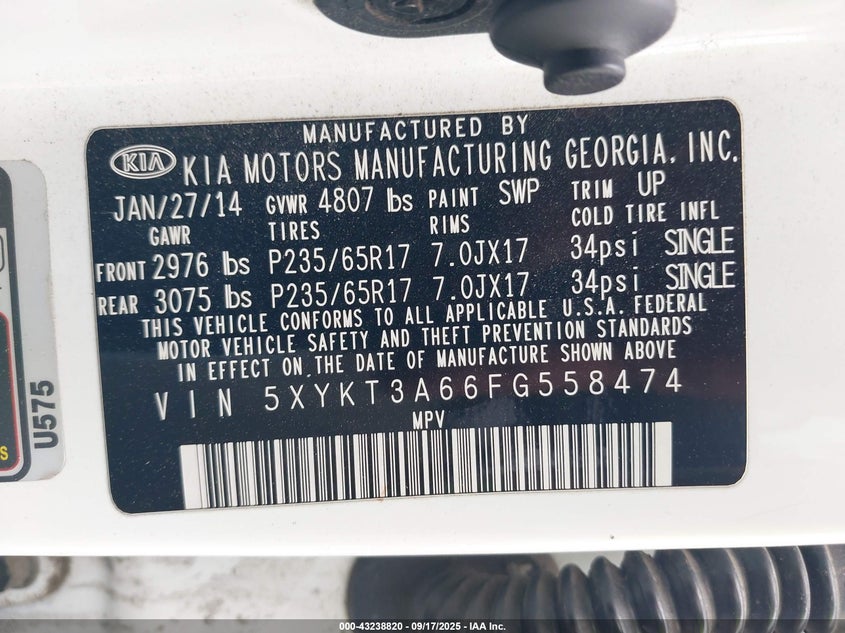 MANUFACTURED BY
KIA KIA MOTORS MANUFACTURING GEORGIA, INC.
JAN/27/14 GVWR 4807 lbs PAINT SWP TRIM UP
GAWR TIRES RIMS COLD TIRE INFL
FRONT 2976 lbs P235/65R17 7.0JX17 34psi SINGLE
REAR 3075 lbs P235/65R17 7.0JX17 34psi SINGLE
THIS VEHICLE CONFORMS TO ALL APPLICABLE U.S.A. FEDERAL
MOTOR VEHICLE SAFETY AND THEFT PREVENTION STANDARDS
IN EFFECT ON THE DATE OF MANUFACTURE SHOWN ABOVE
VIN 5XYKT3A66FG558474
MPV
U575
000-43238820 - 09/17/2025 - IAA Inc.